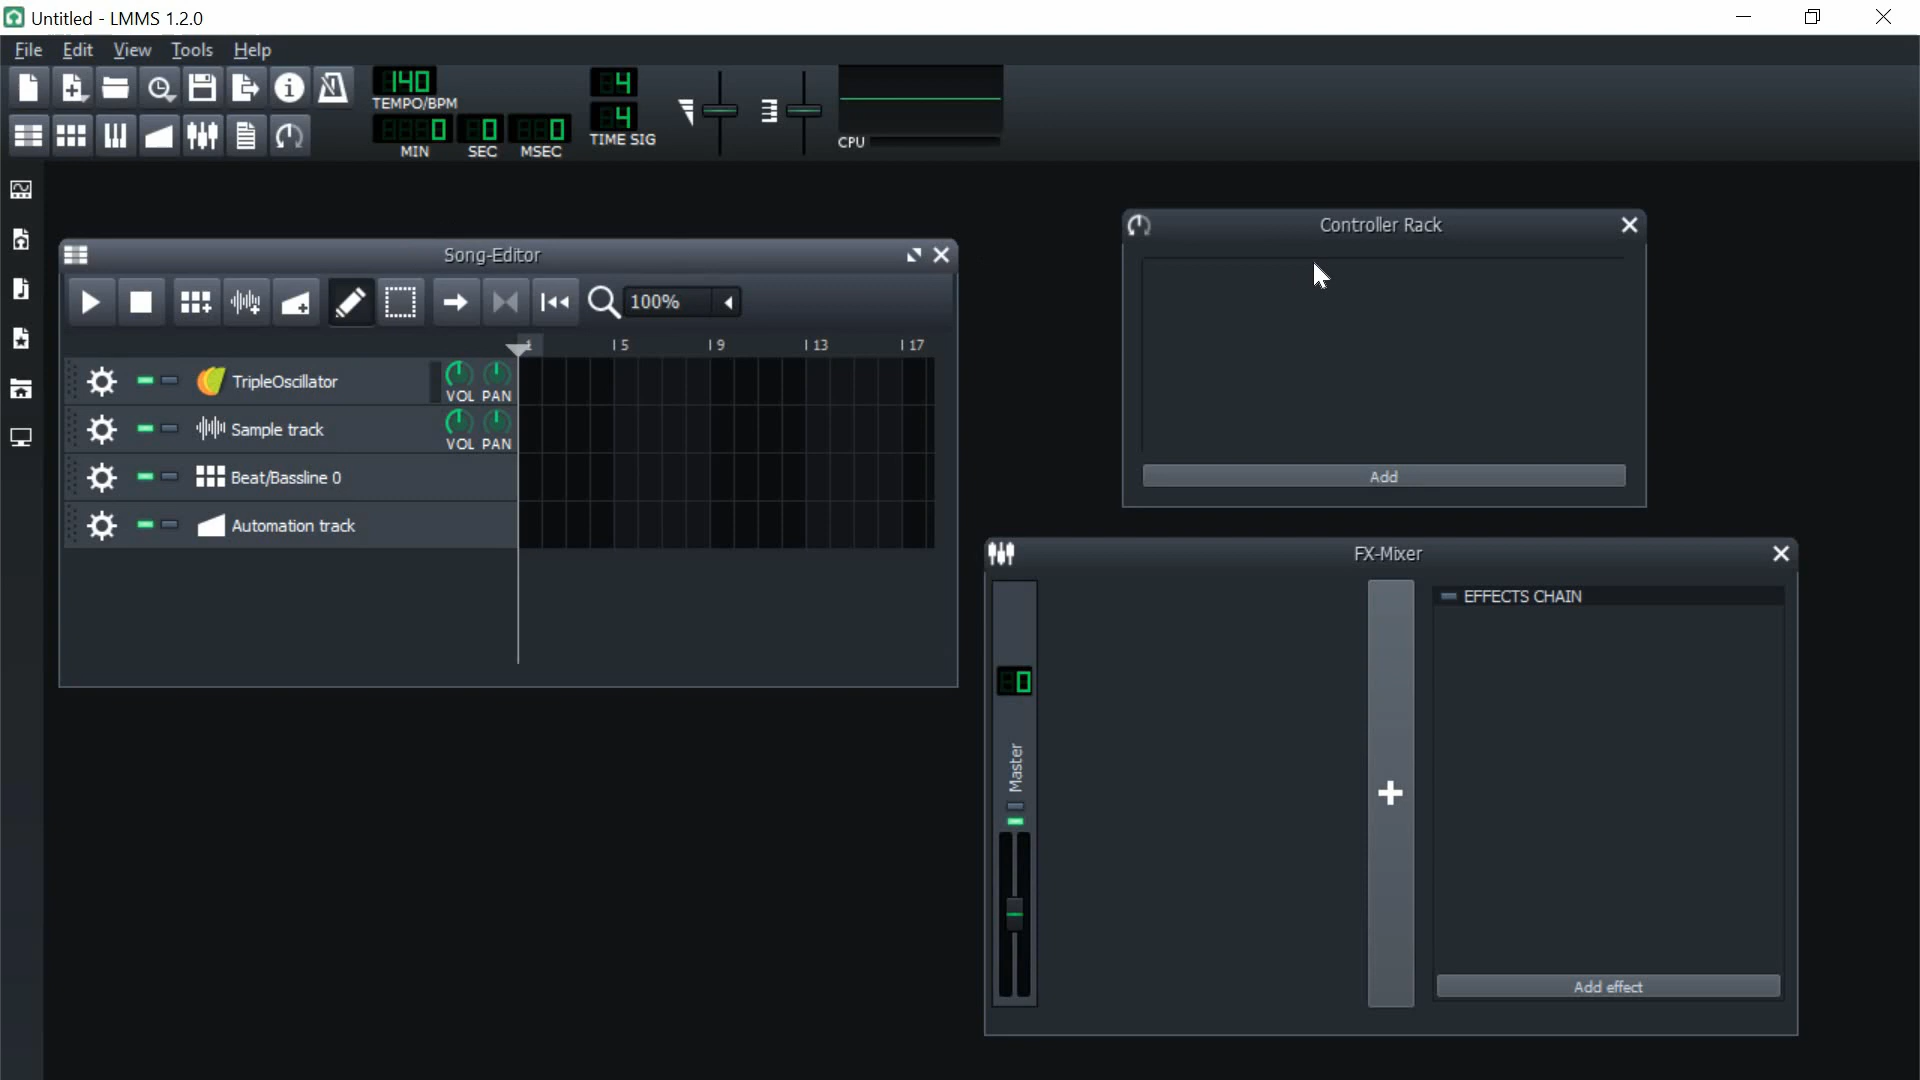 Untitled - LMMS 1.2.0
File Edit View Tools Help
140
TEMPO/BPM
4
4
TIME SIG
0 0 0
MIN SEC MSEC
CPU
Controller Rack
Add
Song-Editor
100%
1 5 9 13 17
TripleOscillator VOL PAN
Sample track VOL PAN
Beat/Bassline 0
Automation track
FX-Mixer
EFFECTS CHAIN
0
Master
Add effect